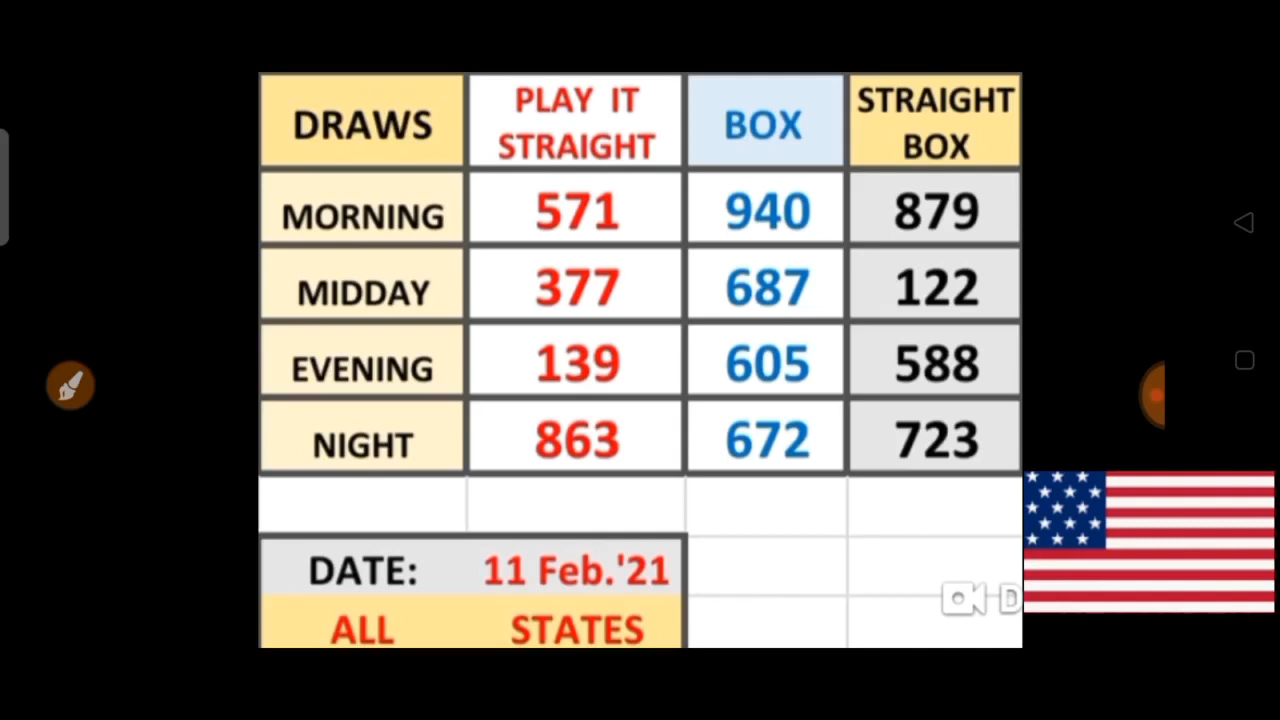 DRAWS PLAY IT STRAIGHT BOX STRAIGHT BOX
MORNING 571 940 879
MIDDAY 377 687 122
EVENING 139 605 588
NIGHT 863 672 723
DATE: 11 Feb.'21
ALL STATES